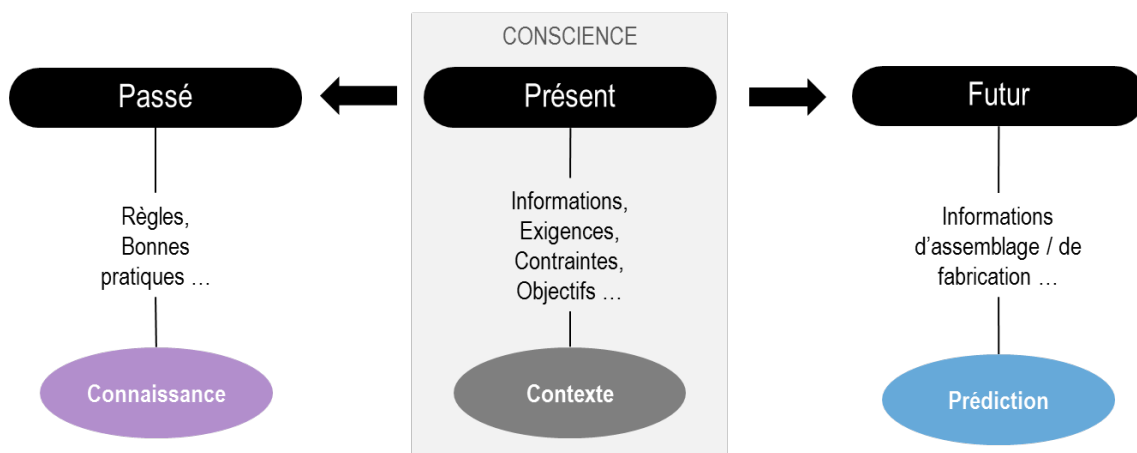 CONSCIENCE
Passé
Présent
Futur
Règles,
Bonnes
pratiques …
Informations,
Exigences,
Contraintes,
Objectifs …
Informations
d’assemblage / de
fabrication …
Connaissance
Contexte
Prédiction